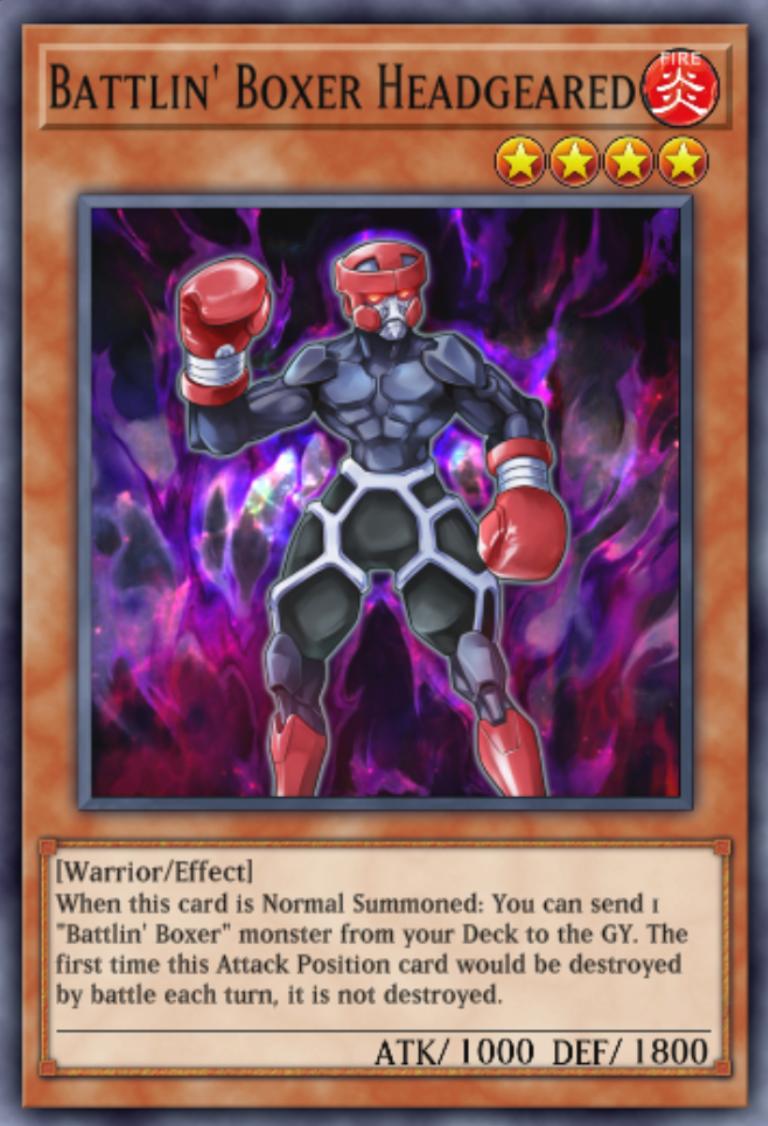 BATTLIN' BOXER HEADGEARED
FIRE
炎
[Warrior/Effect]
When this card is Normal Summoned: You can send 1
"Battlin' Boxer" monster from your Deck to the GY. The
first time this Attack Position card would be destroyed
by battle each turn, it is not destroyed.
ATK/ 1000 DEF/ 1800